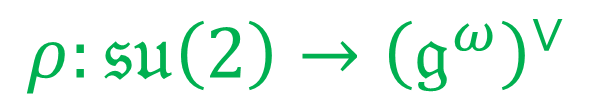 𝜌: 𝔰𝔲(2) → (𝔤^𝜔)^∨